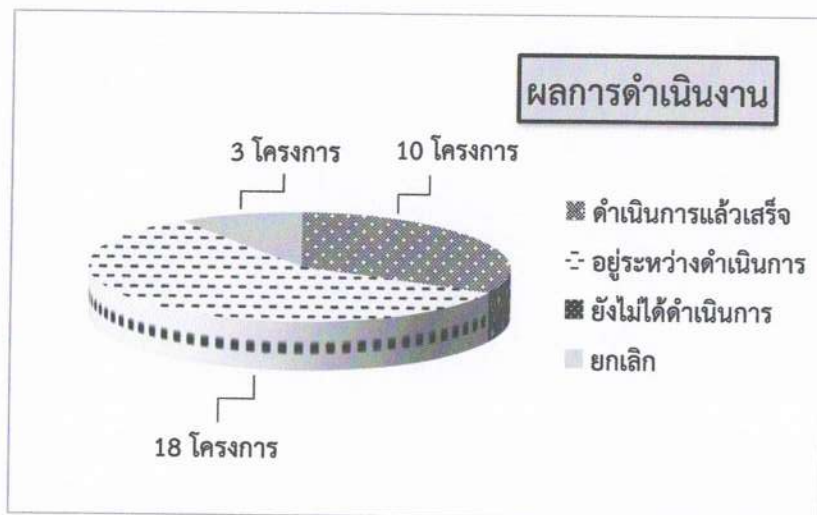 ผลการดำเนินงาน
3 โครงการ
10 โครงการ
ดำเนินการแล้วเสร็จ
อยู่ระหว่างดำเนินการ
ยังไม่ได้ดำเนินการ
ยกเลิก
18 โครงการ